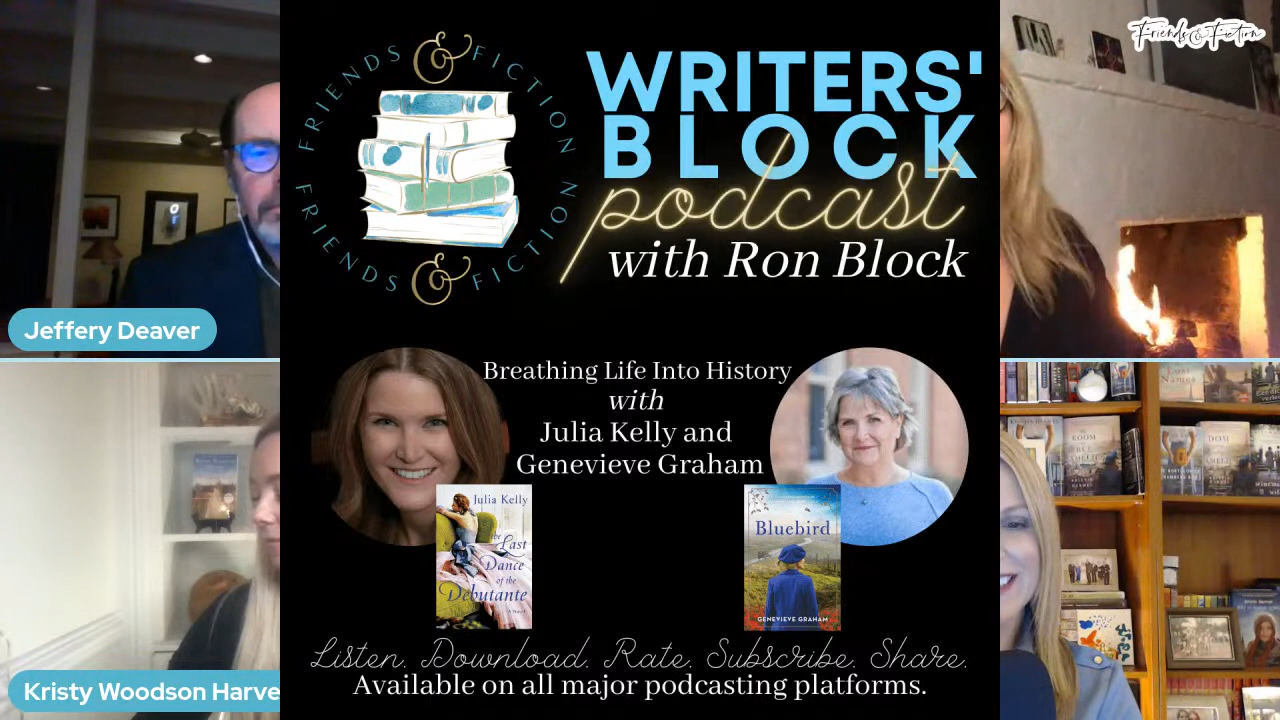 FRIENDS & FICTION
FRIENDS & FICTION
WRITERS'
BLOCK
podcast
with Ron Block
Friends & Fiction
Jeffery Deaver
Breathing Life Into History
with
Julia Kelly and
Genevieve Graham
Julia Kelly
The Last
Dance
of the
Debutante
Bluebird
GENEVIEVE GRAHAM
Kristy Woodson Harve
Listen. Download. Rate. Subscribe. Share.
Available on all major podcasting platforms.